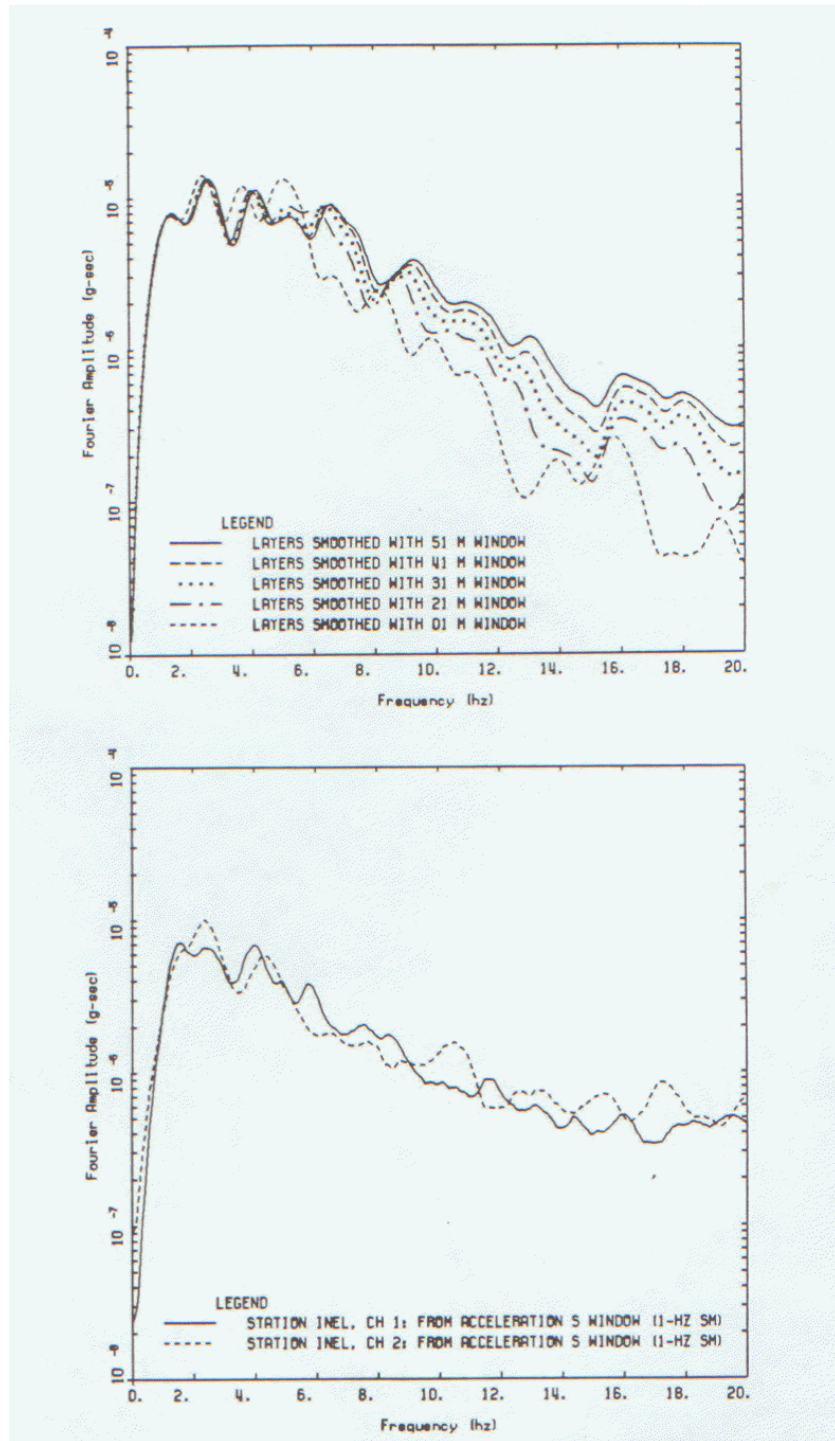 10 -4
10 -5
10 -6
10 -7
10 -8
Fourier Amplitude (g-sec)
LEGEND
LAYERS SMOOTHED WITH 51 M WINDOW
LAYERS SMOOTHED WITH 41 M WINDOW
LAYERS SMOOTHED WITH 31 M WINDOW
LAYERS SMOOTHED WITH 21 M WINDOW
LAYERS SMOOTHED WITH 01 M WINDOW
0. 2. 4. 6. 8. 10. 12. 14. 16. 18. 20.
Frequency (hz)
10 -4
10 -5
10 -6
10 -7
10 -8
Fourier Amplitude (g-sec)
LEGEND
STATION INEL, CH 1: FROM ACCELERATION S WINDOW (1-HZ SM)
STATION INEL, CH 2: FROM ACCELERATION S WINDOW (1-HZ SM)
0. 2. 4. 6. 8. 10. 12. 14. 16. 18. 20.
Frequency (hz)